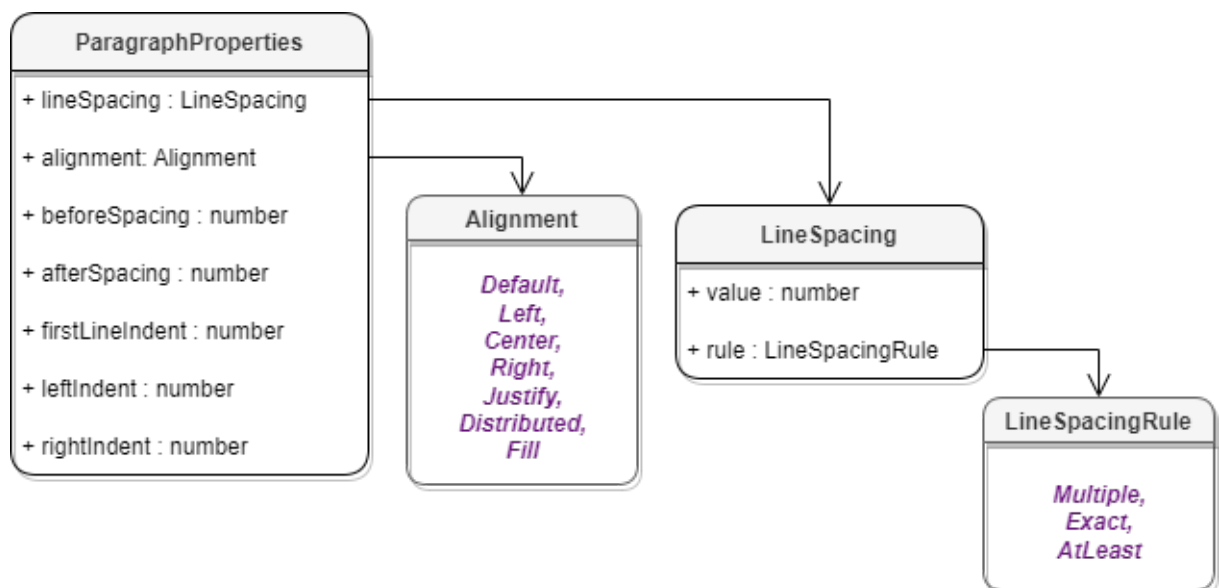 ParagraphProperties
+ lineSpacing : LineSpacing
+ alignment: Alignment
+ beforeSpacing : number
+ afterSpacing : number
+ firstLineIndent : number
+ leftIndent : number
+ rightIndent : number
Alignment
Default,
Left,
Center,
Right,
Justify,
Distributed,
Fill
LineSpacing
+ value : number
+ rule : LineSpacingRule
LineSpacingRule
Multiple,
Exact,
AtLeast